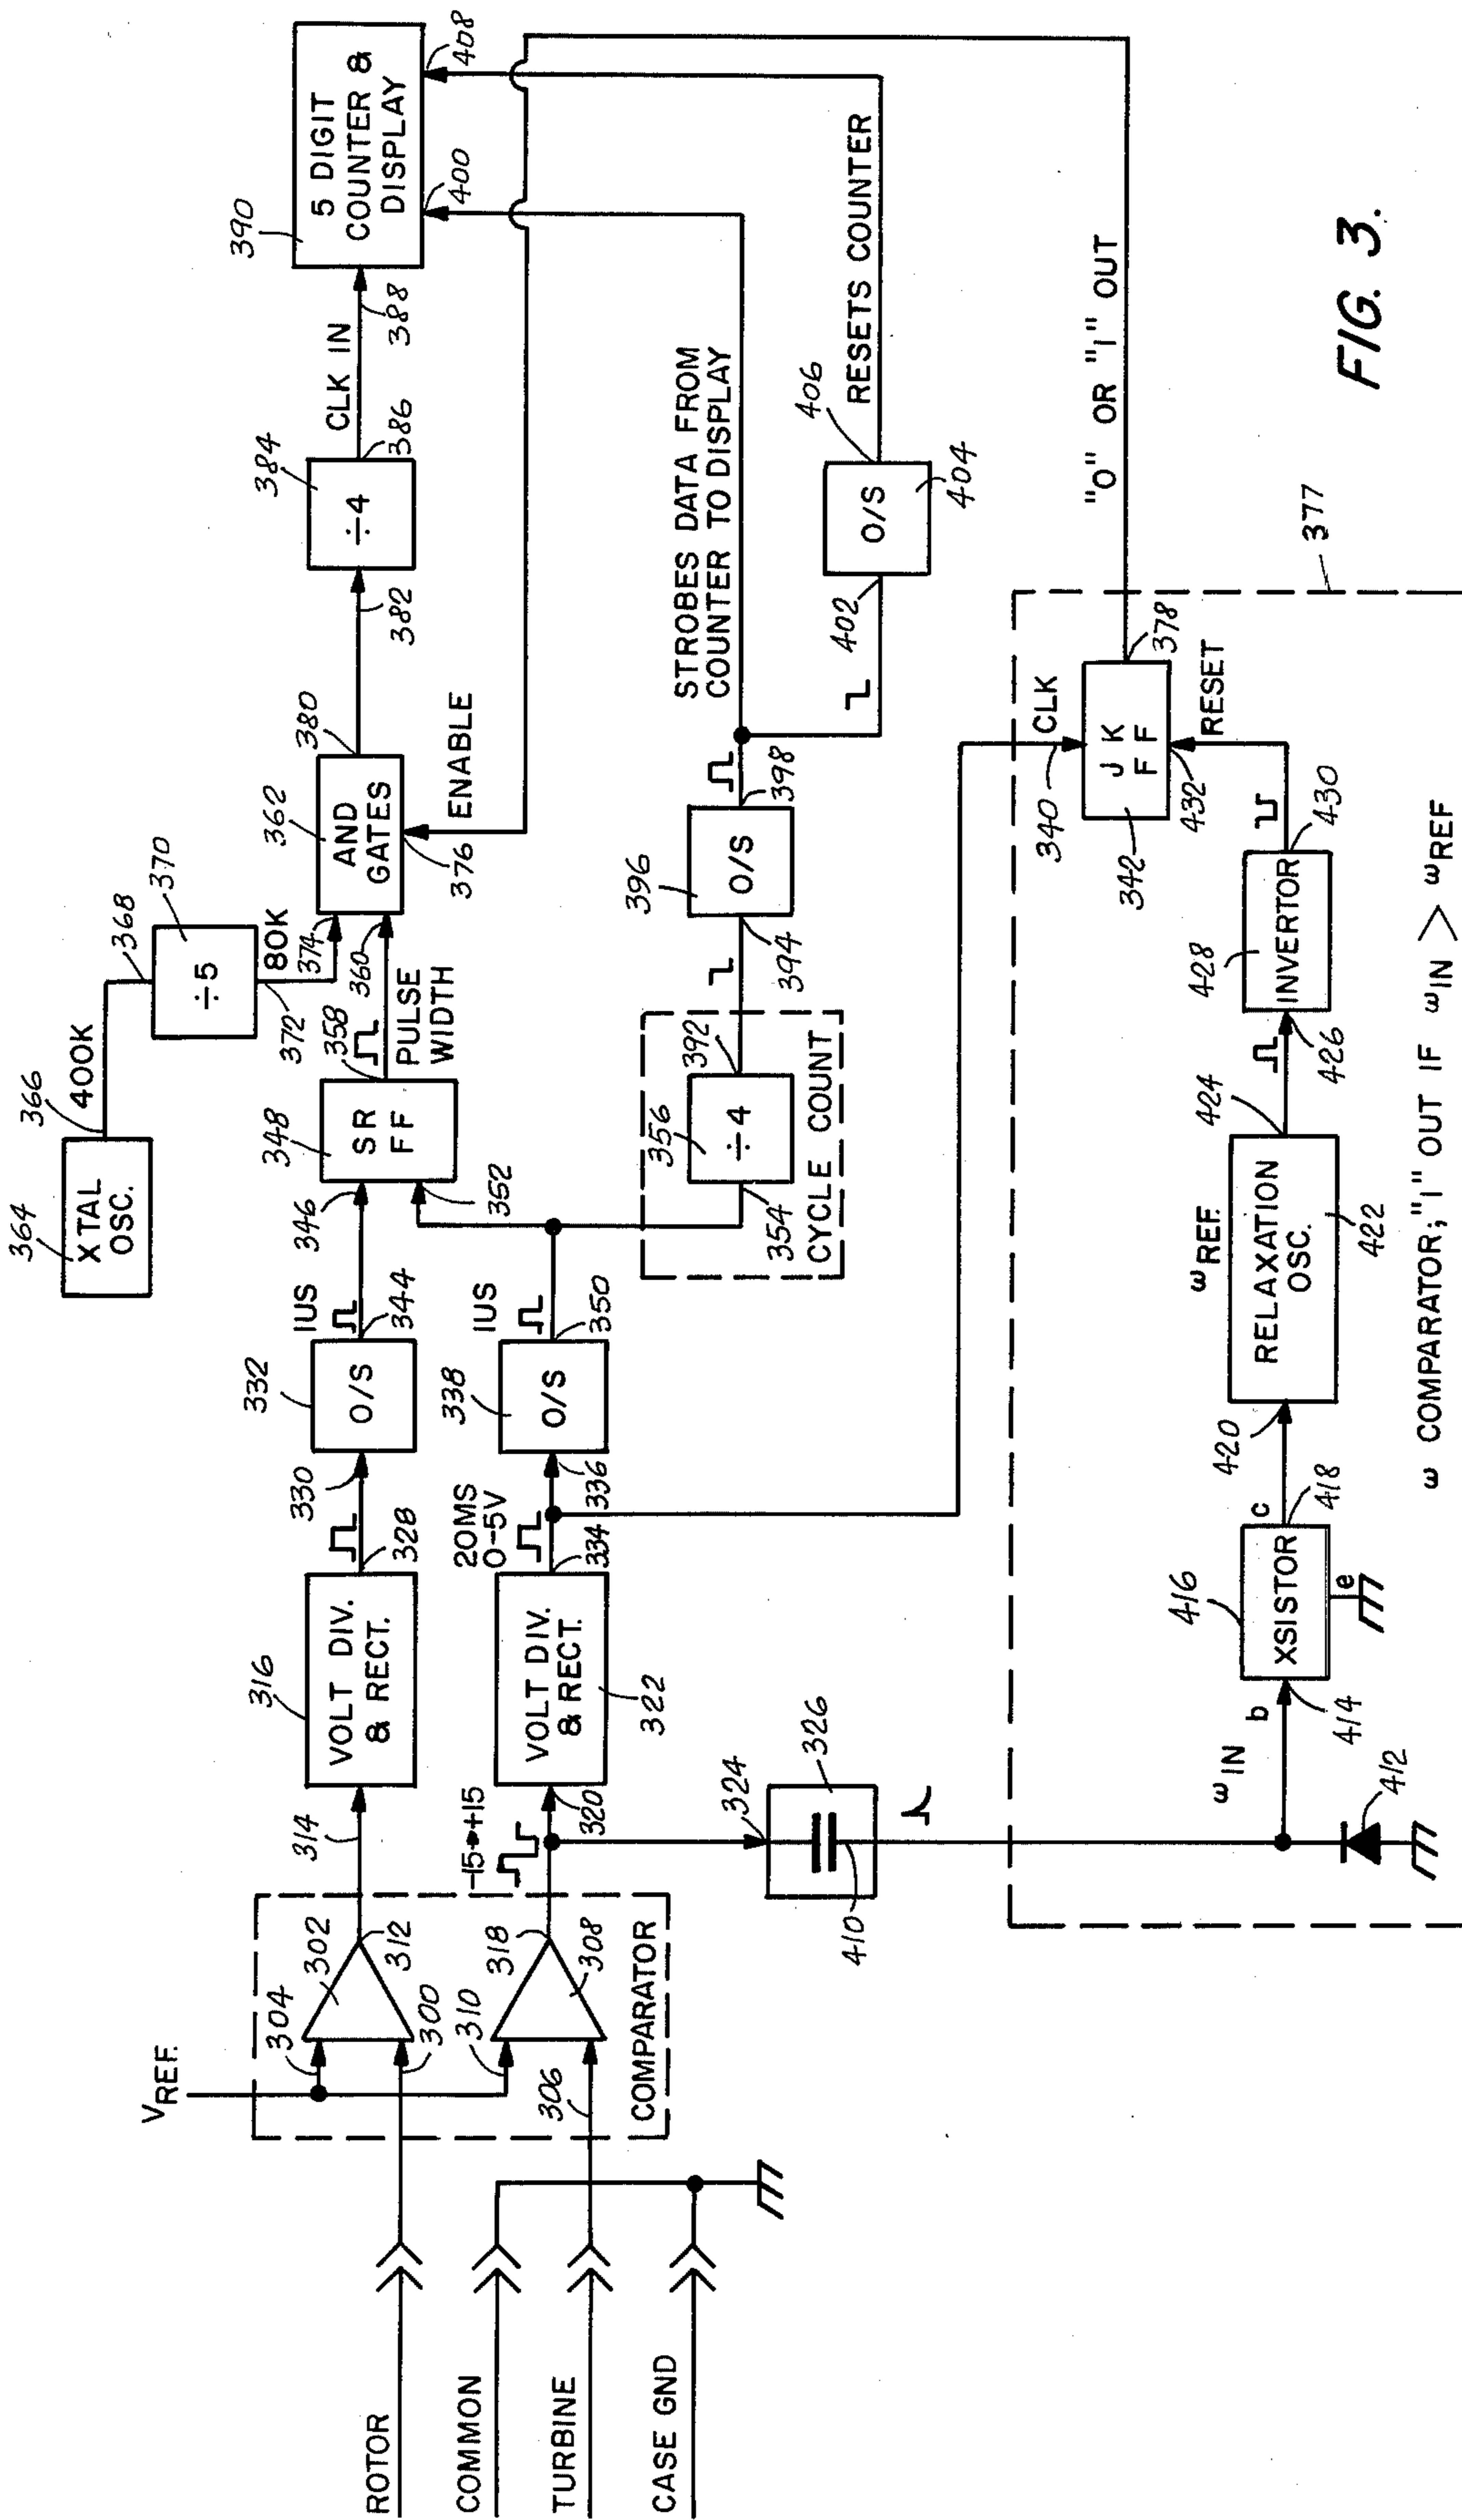 ROTOR
COMMON
TURBINE
CASE GND
VREF.
304
302
300
312
310
318
308
306
COMPARATOR
314
316
VOLT DIV.
& RECT.
328
330
332
O/S
1US
344
346
348
SR
FF
358
PULSE
WIDTH
360
352
364
XTAL
OSC.
366
400K
368
370
÷5
372
80K
374
362
AND
GATES
376
ENABLE
380
382
384
÷4
386
CLK IN
388
390
5 DIGIT
COUNTER &
DISPLAY
400
408
-15→+15
320
VOLT DIV.
& RECT.
322
20MS
0-5V
334
336
338
O/S
1US
350
354
356
÷4
392
CYCLE COUNT
394
396
O/S
398
STROBES DATA FROM
COUNTER TO DISPLAY
402
O/S
404
406
RESETS COUNTER
324
326
410
412
ωIN
b
414
416
XSISTOR
e
c
418
420
ωREF.
RELAXATION
OSC.
422
424
426
428
INVERTOR
430
432
RESET
340
CLK
342
J K
F F
378
"0" OR "1" OUT
377
ω COMPARATOR; "1" OUT IF ωIN > ωREF
FIG. 3.